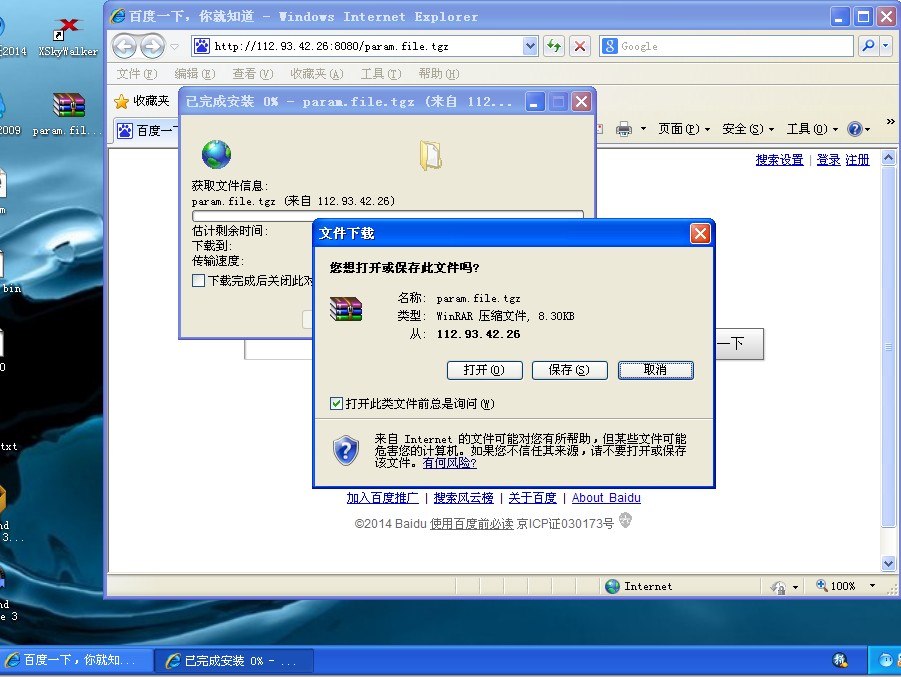 2014
XSkyWalker
2009
param.fil...
bin
txt
nd
3...
nd
e 3
百度一下，你就知道 - Windows Internet Explorer
http://112.93.42.26:8080/param.file.tgz
Google
文件(F) 编辑(E) 查看(V) 收藏夹(A) 工具(T) 帮助(H)
收藏夹
已完成安装 0% - param.file.tgz (来自 112...
百度一
页面(P) 安全(S) 工具(O)
搜索设置 | 登录 注册
获取文件信息:
param.file.tgz (来自 112.93.42.26)
估计剩余时间:
下载到:
传输速度:
下载完成后关闭此对
文件下载
您想打开或保存此文件吗?
名称: param.file.tgz
类型: WinRAR 压缩文件, 8.30KB
从: 112.93.42.26
一下
打开(O) 保存(S) 取消
打开此类文件前总是询问(W)
来自 Internet 的文件可能对您有所帮助，但某些文件可能
危害您的计算机。如果您不信任其来源，请不要打开或保存
该文件。有何风险?
加入百度推广 | 搜索风云榜 | 关于百度 | About Baidu
©2014 Baidu 使用百度前必读 京ICP证030173号
Internet
100%
百度一下，你就知...
已完成安装 0% - ...